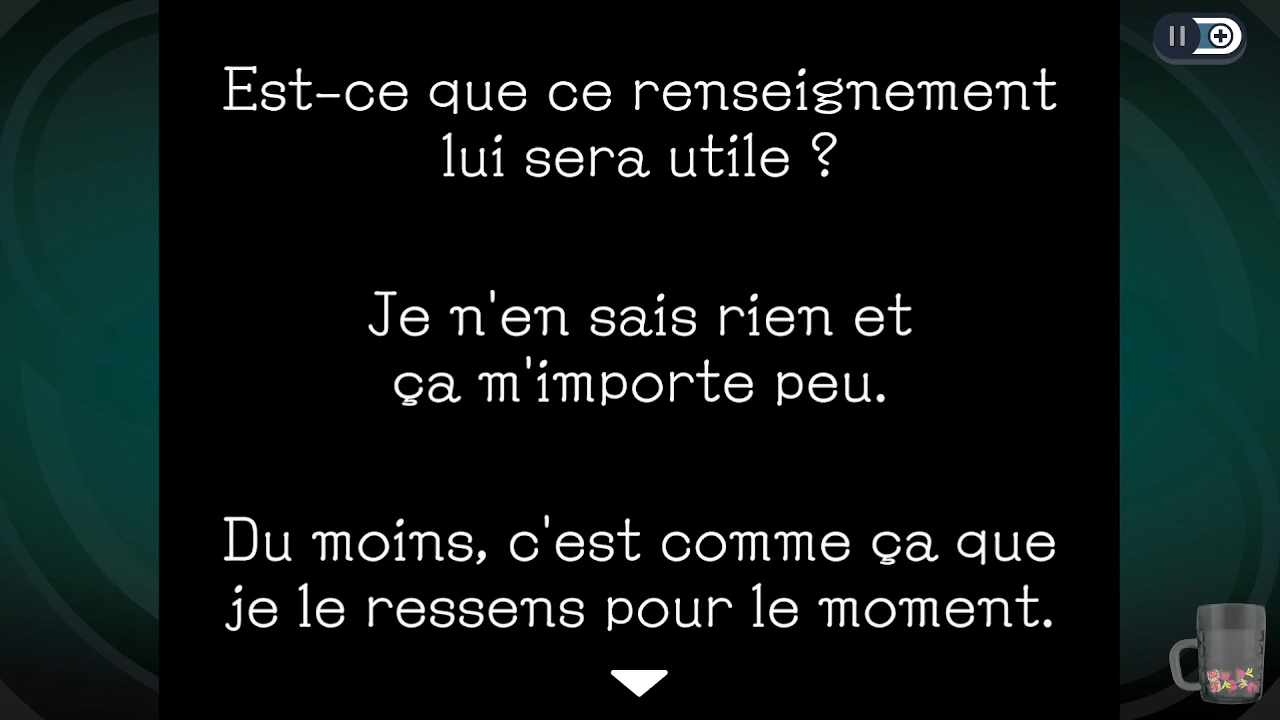 Est-ce que ce renseignement
lui sera utile ?
Je n'en sais rien et
ça m'importe peu.
Du moins, c'est comme ça que
je le ressens pour le moment.